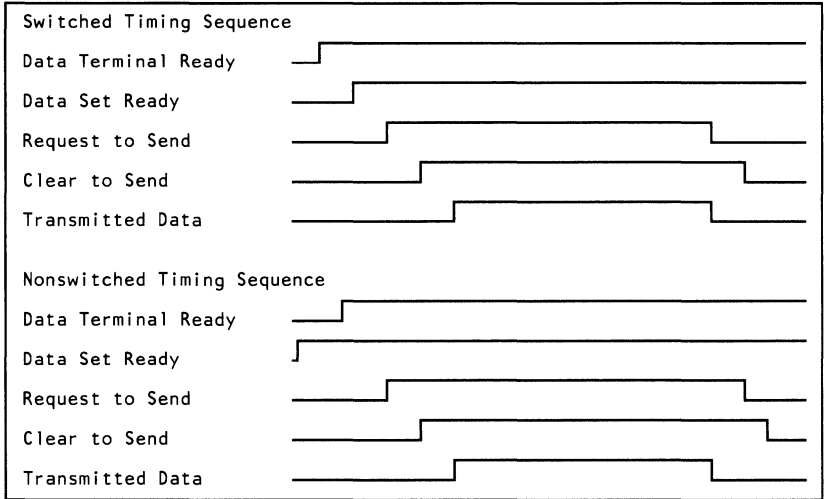 Switched Timing Sequence
Data Terminal Ready
Data Set Ready
Request to Send
Clear to Send
Transmitted Data
Nonswitched Timing Sequence
Data Terminal Ready
Data Set Ready
Request to Send
Clear to Send
Transmitted Data